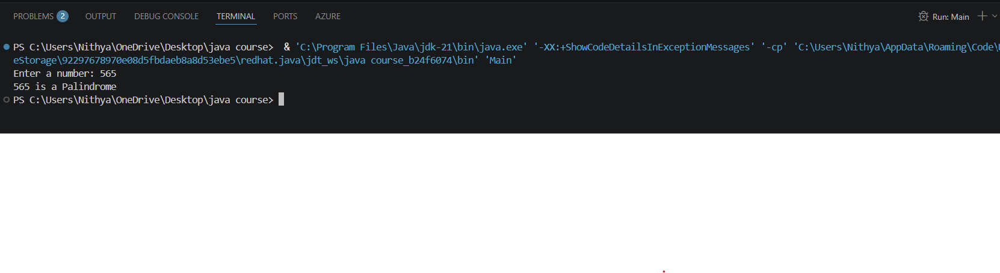 PROBLEMS 2 OUTPUT DEBUG CONSOLE TERMINAL PORTS AZURE Run: Main
PS C:\Users\Nithya\OneDrive\Desktop\java course>  & 'C:\Program Files\Java\jdk-21\bin\java.exe' '-XX:+ShowCodeDetailsInExceptionMessages' '-cp' 'C:\Users\Nithya\AppData\Roaming\Code\
eStorage\92297678970e08d5fbdaeb8a8d53ebe5\redhat.java\jdt_ws\java course_b24f6074\bin' 'Main'
Enter a number: 565
565 is a Palindrome
PS C:\Users\Nithya\OneDrive\Desktop\java course>